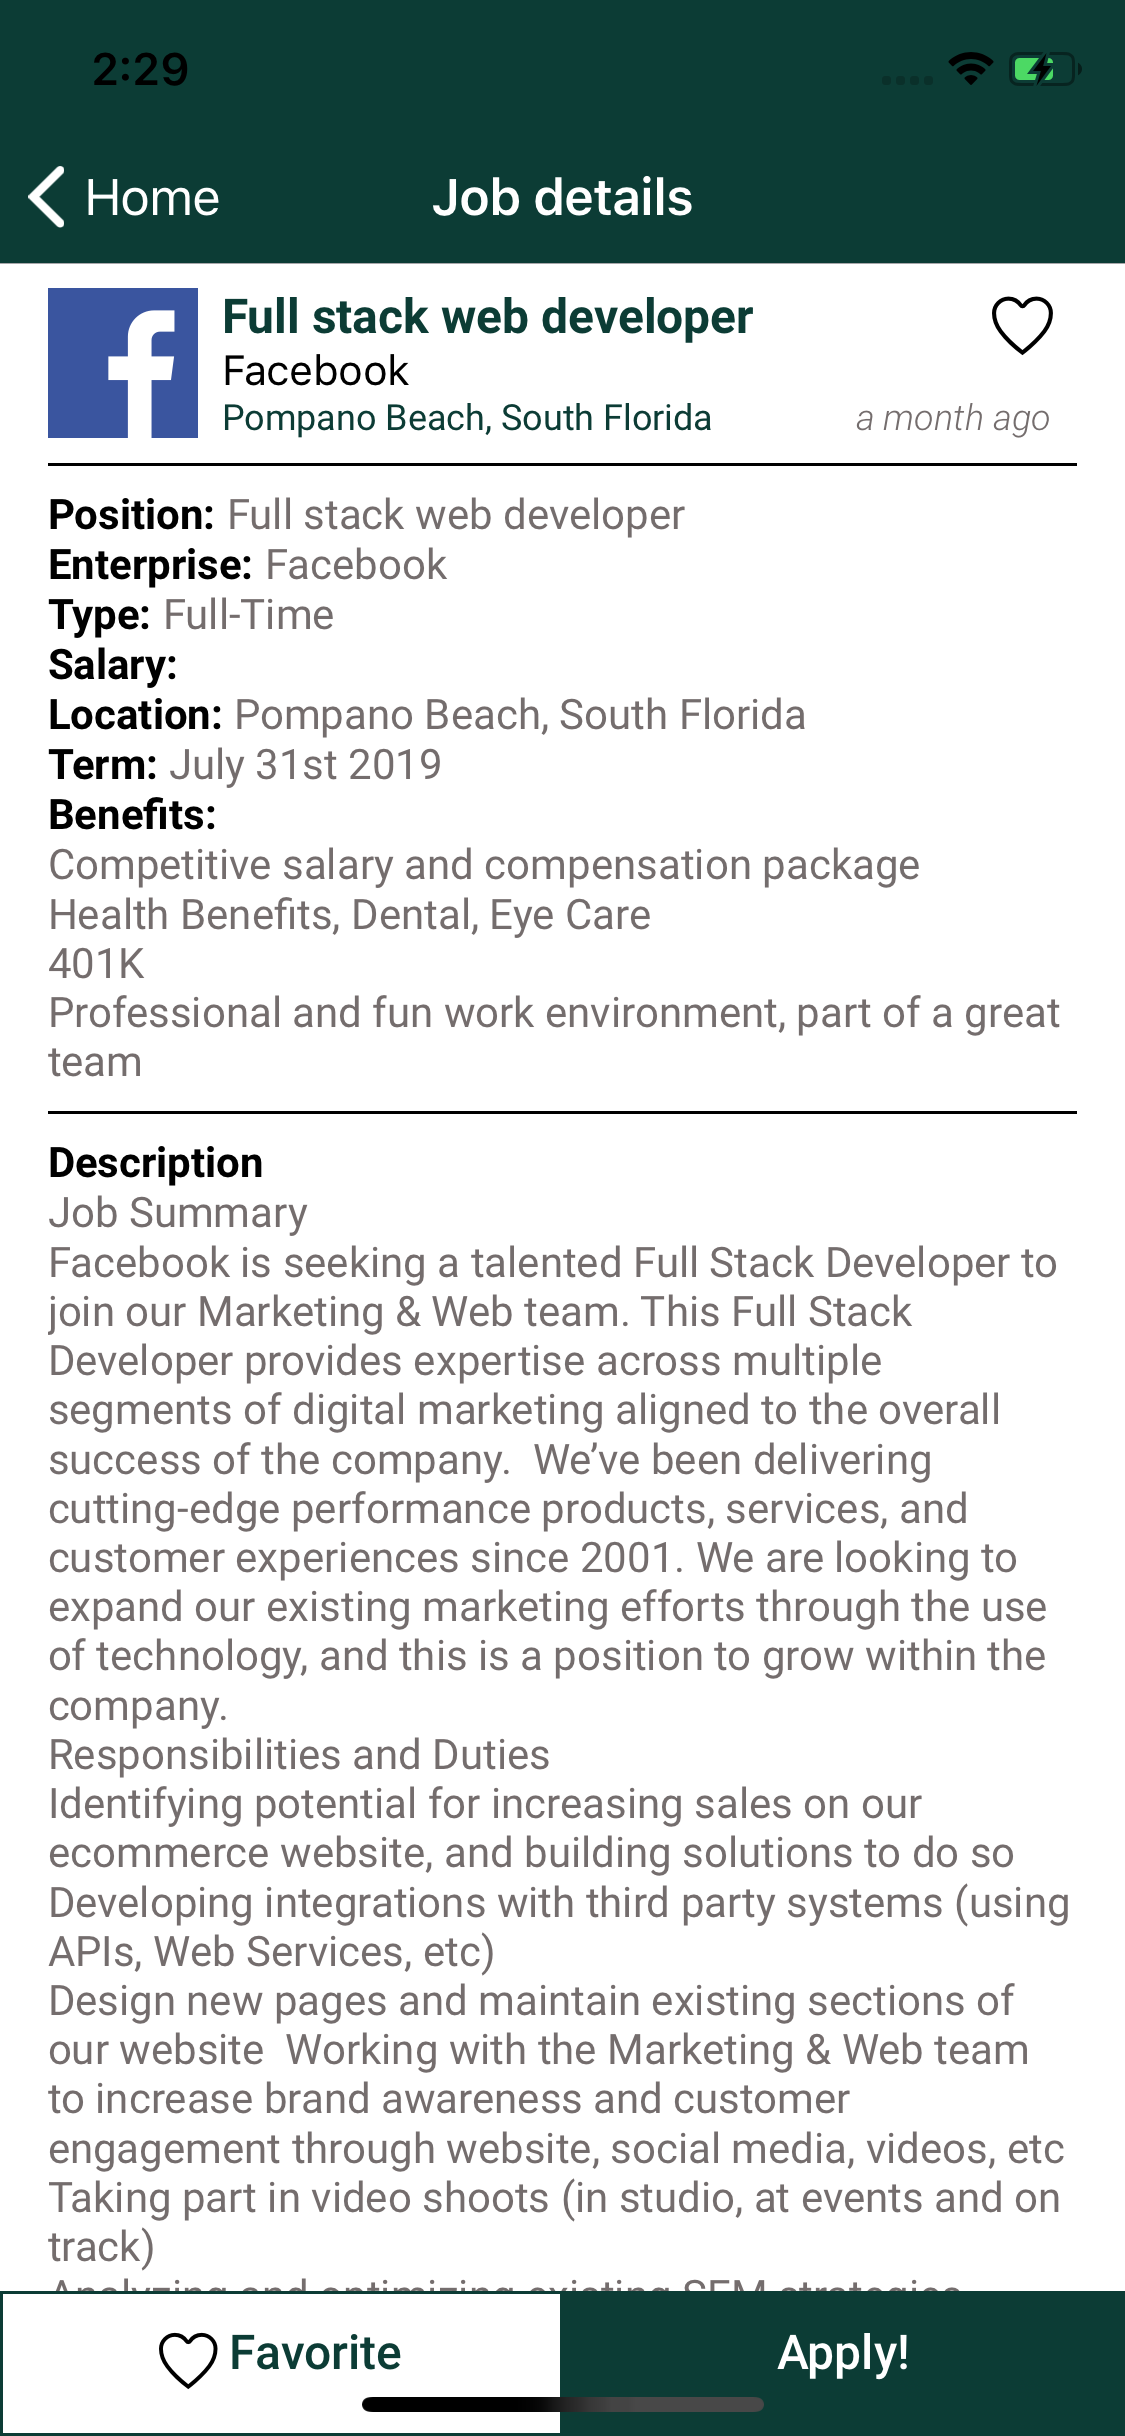 2:29
Home
Job details
Full stack web developer
Facebook
Pompano Beach, South Florida
a month ago
Position: Full stack web developer
Enterprise: Facebook
Type: Full-Time
Salary:
Location: Pompano Beach, South Florida
Term: July 31st 2019
Benefits:
Competitive salary and compensation package
Health Benefits, Dental, Eye Care
401K
Professional and fun work environment, part of a great
team
Description
Job Summary
Facebook is seeking a talented Full Stack Developer to
join our Marketing & Web team. This Full Stack
Developer provides expertise across multiple
segments of digital marketing aligned to the overall
success of the company.  We’ve been delivering
cutting-edge performance products, services, and
customer experiences since 2001. We are looking to
expand our existing marketing efforts through the use
of technology, and this is a position to grow within the
company.
Responsibilities and Duties
Identifying potential for increasing sales on our
ecommerce website, and building solutions to do so
Developing integrations with third party systems (using
APIs, Web Services, etc)
Design new pages and maintain existing sections of
our website  Working with the Marketing & Web team
to increase brand awareness and customer
engagement through website, social media, videos, etc
Taking part in video shoots (in studio, at events and on
track)
Analyzing and optimizing existing SEM strategies
Favorite
Apply!